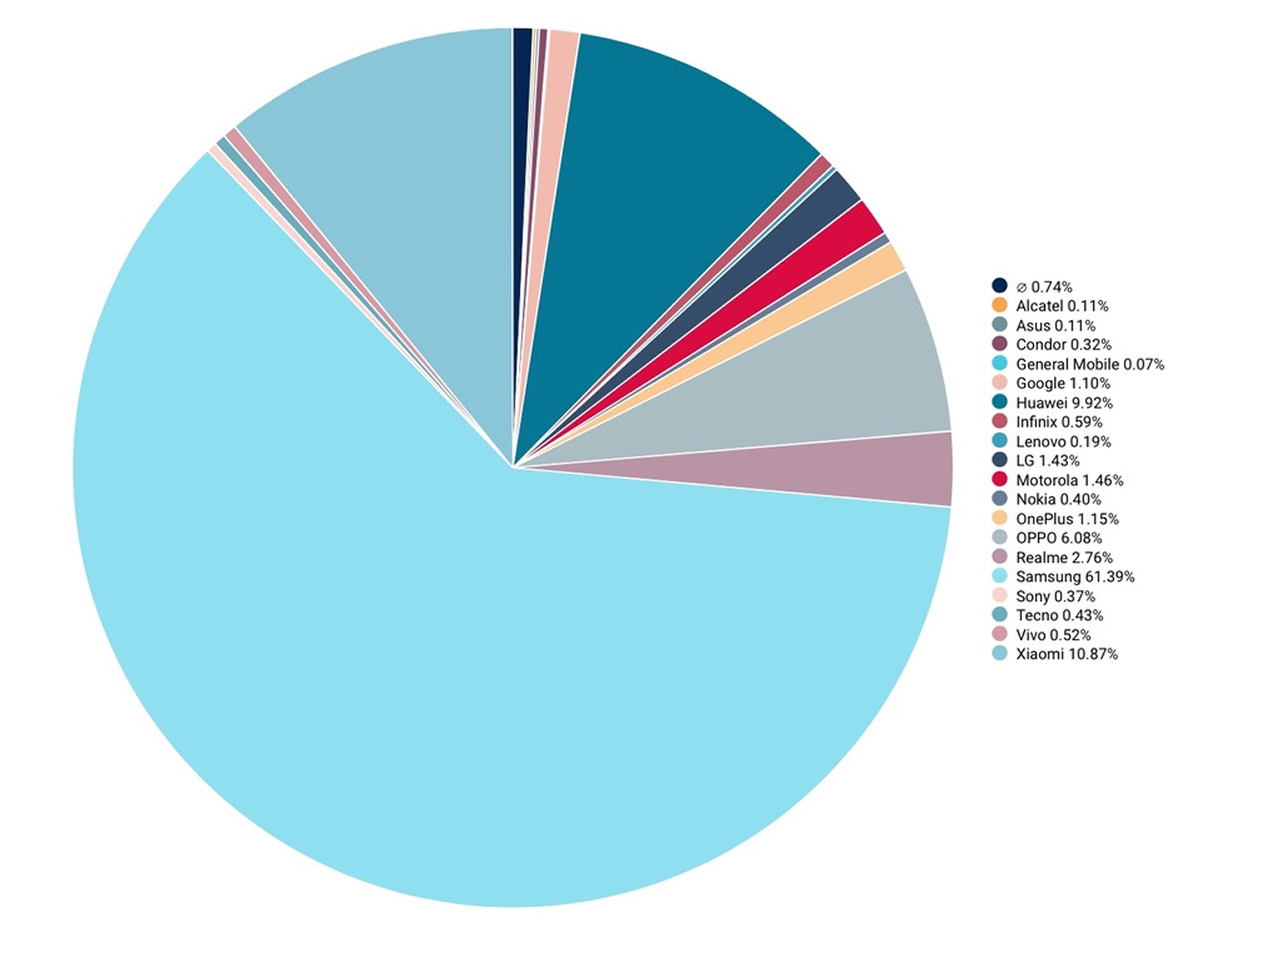 ⌀ 0.74%
Alcatel 0.11%
Asus 0.11%
Condor 0.32%
General Mobile 0.07%
Google 1.10%
Huawei 9.92%
Infinix 0.59%
Lenovo 0.19%
LG 1.43%
Motorola 1.46%
Nokia 0.40%
OnePlus 1.15%
OPPO 6.08%
Realme 2.76%
Samsung 61.39%
Sony 0.37%
Tecno 0.43%
Vivo 0.52%
Xiaomi 10.87%